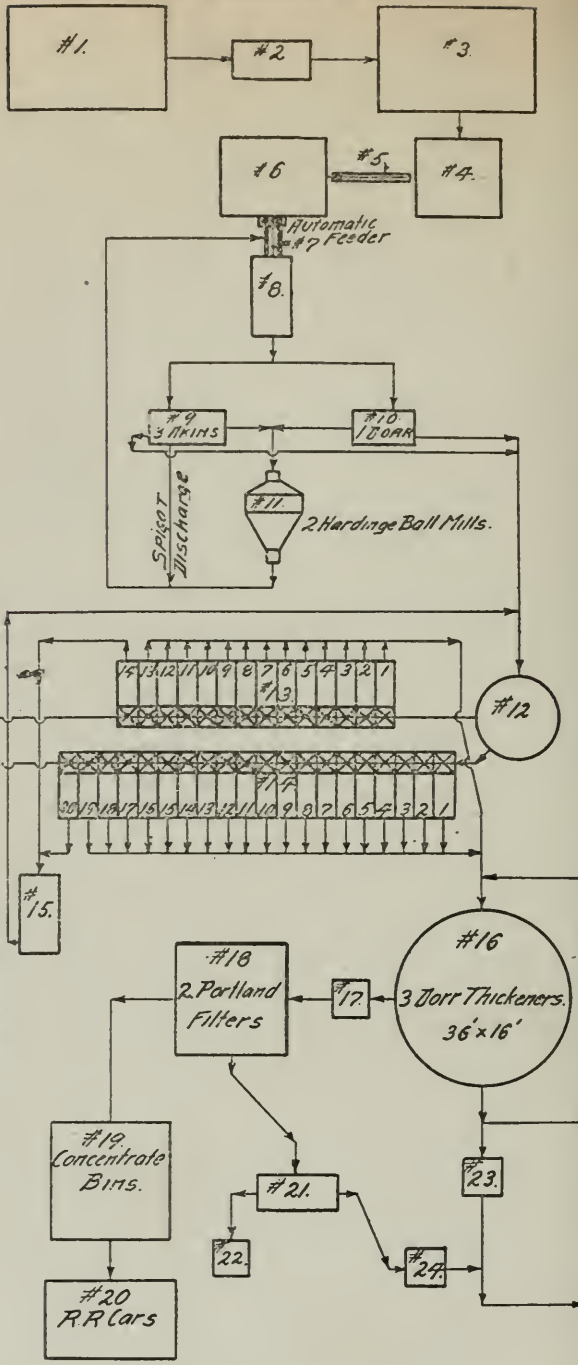 #1.
#2
#3.
#4.
#5.
#6
Automatic
#7 Feeder
#8.
#9
3 AKINS
#10.
1 DORR
#11.
2 Hardinge Ball Mills.
SPIGOT
DISCHARGE
14 13 12 11 10 9 8 7 6 5 4 3 2 1
#13.
#12
#14
20 19 18 17 16 15 14 13 12 11 10 9 8 7 6 5 4 3 2 1
#15.
#16
3 Dorr Thickeners.
36'x16'
#17.
#18
2 Portland
Filters
#19.
Concentrate
Bins.
#20
R.R Cars
#21.
#22.
#23.
#24.